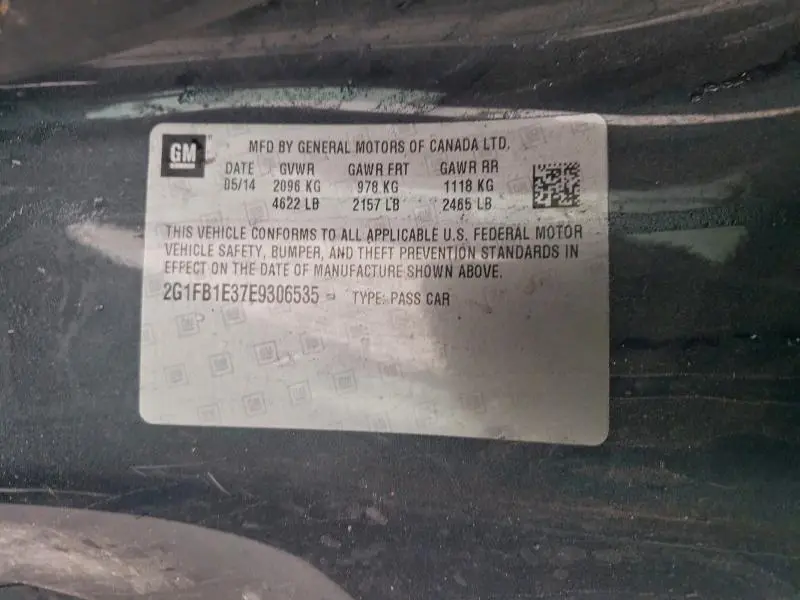 GM
MFD BY GENERAL MOTORS OF CANADA LTD.
DATE GVWR GAWR FRT GAWR RR
05/14 2096 KG 978 KG 1118 KG
4622 LB 2157 LB 2465 LB
THIS VEHICLE CONFORMS TO ALL APPLICABLE U.S. FEDERAL MOTOR
VEHICLE SAFETY, BUMPER, AND THEFT PREVENTION STANDARDS IN
EFFECT ON THE DATE OF MANUFACTURE SHOWN ABOVE.
2G1FB1E37E9306535 TYPE: PASS CAR